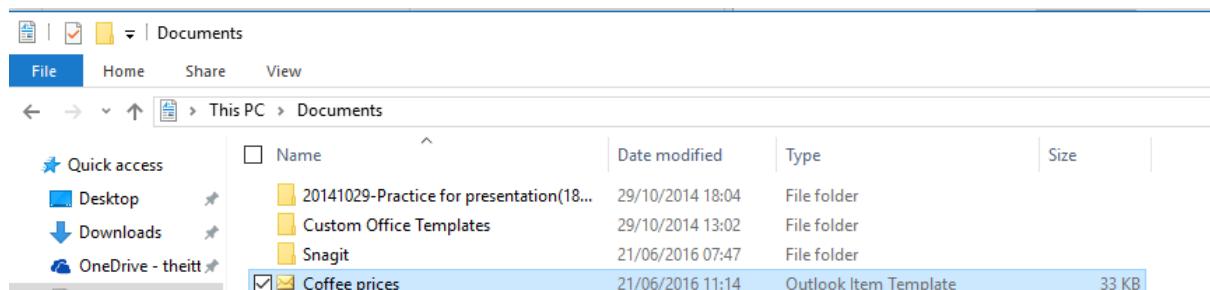 Documents
File Home Share View
This PC > Documents
Quick access
Desktop
Downloads
OneDrive - theitt
Name Date modified Type Size
20141029-Practice for presentation(18... 29/10/2014 18:04 File folder
Custom Office Templates 29/10/2014 13:02 File folder
Snagit 21/06/2016 07:47 File folder
Coffee prices 21/06/2016 11:14 Outlook Item Template 33 KB